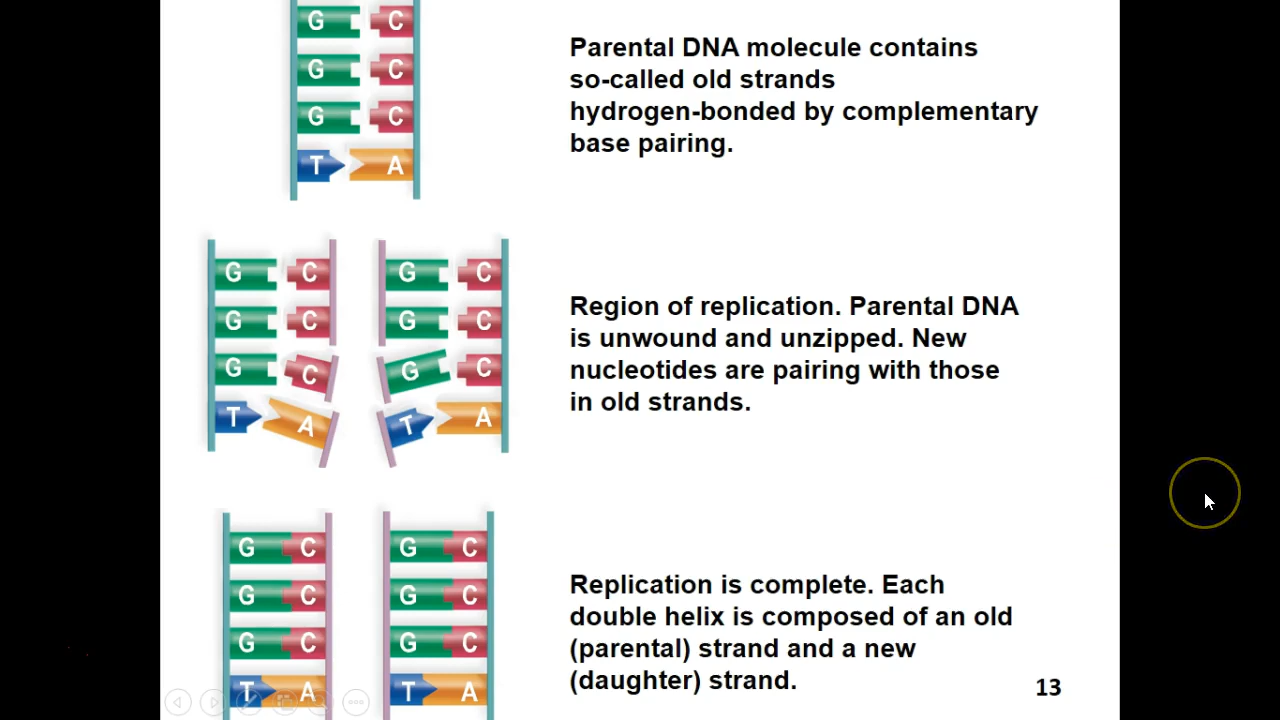 G C
G C
G C
T A
Parental DNA molecule contains
so-called old strands
hydrogen-bonded by complementary
base pairing.
G C G C
G C G C
G C G C
T A T A
Region of replication. Parental DNA
is unwound and unzipped. New
nucleotides are pairing with those
in old strands.
G C G C
G C G C
G C G C
T A T A
Replication is complete. Each
double helix is composed of an old
(parental) strand and a new
(daughter) strand.
13